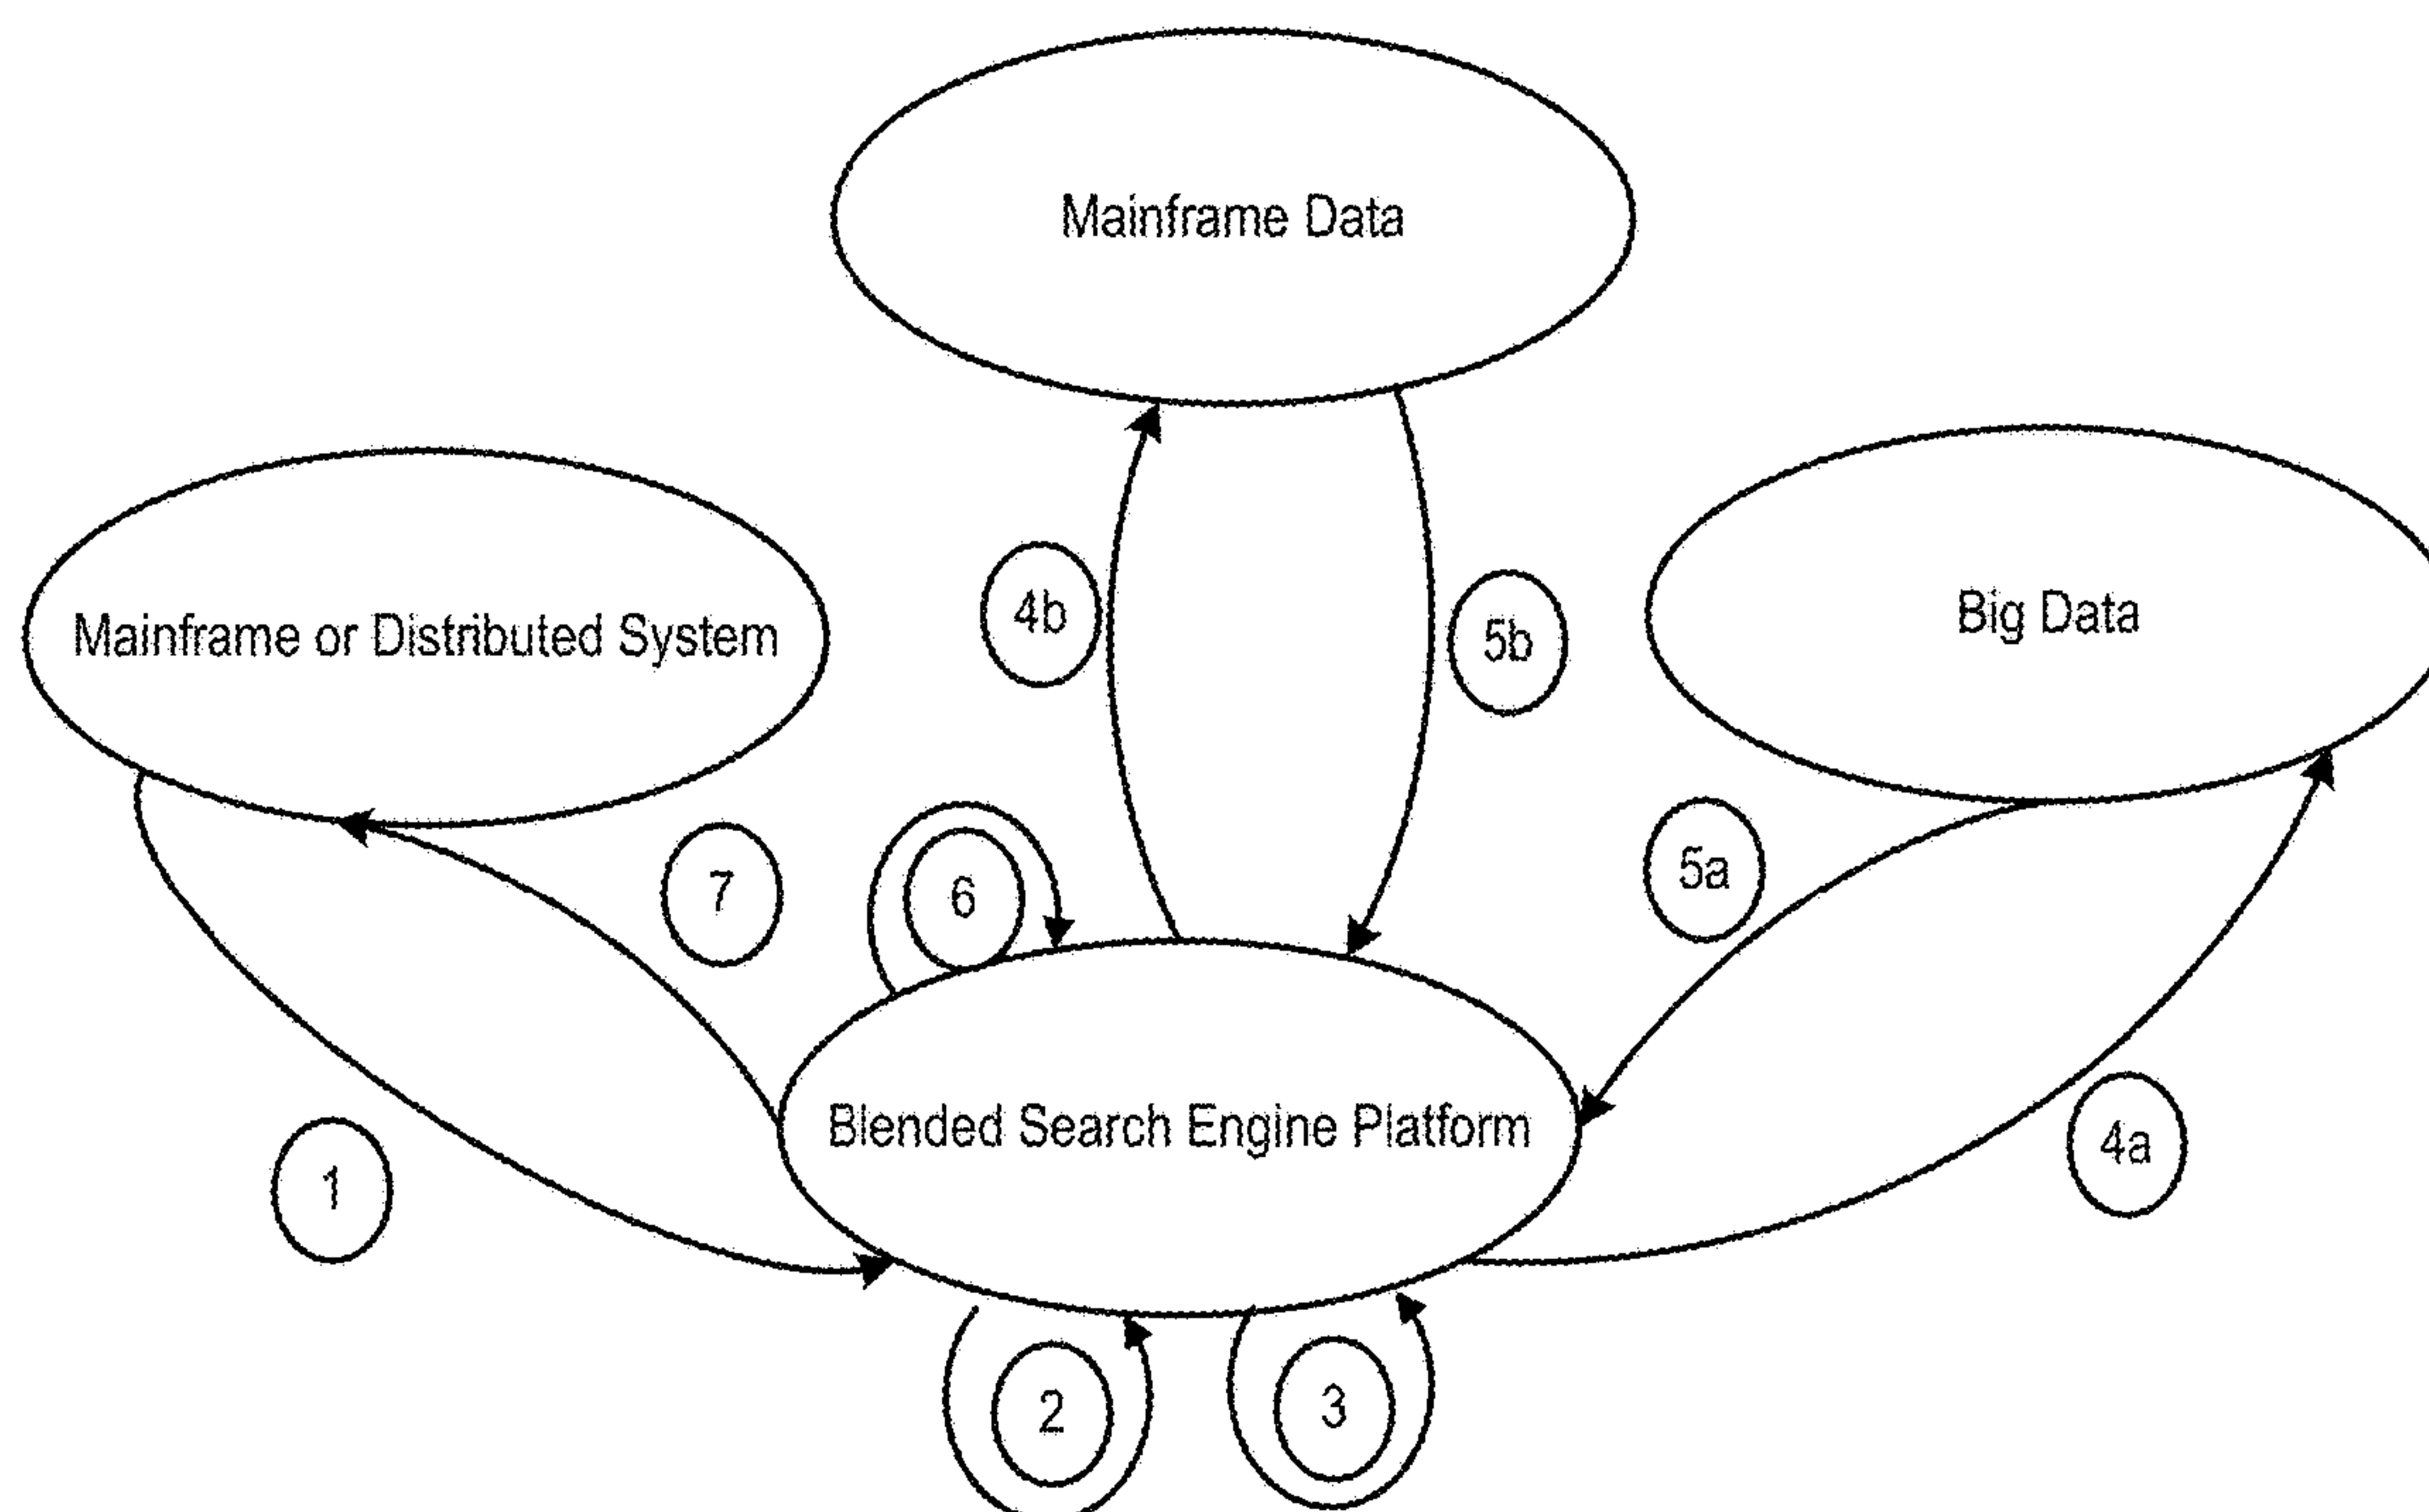 Mainframe Data
Mainframe or Distributed System
Big Data
4b
5b
5a
7
6
Blended Search Engine Platform
4a
1
2
3